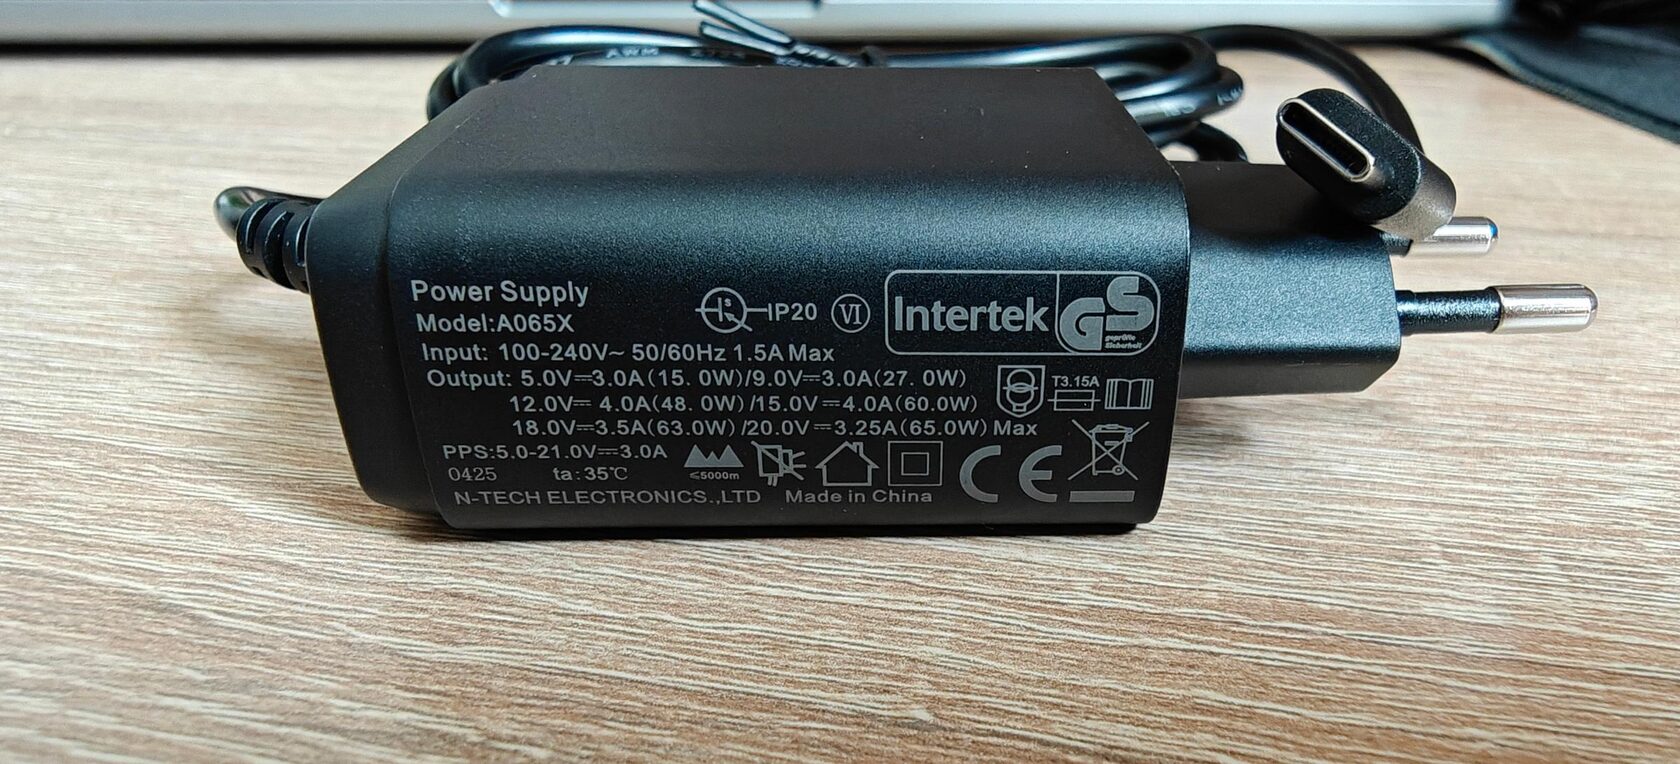 Power Supply
Model:A065X
IP20 VI Intertek GS
geprüfte
Sicherheit
Input: 100-240V~ 50/60Hz 1.5A Max
Output: 5.0V⎓3.0A(15. 0W)/9.0V⎓3.0A(27. 0W)
12.0V⎓ 4.0A(48. 0W) /15.0V⎓4.0A(60.0W)
18.0V⎓3.5A(63.0W) /20.0V⎓3.25A(65.0W) Max
T3.15A
PPS:5.0-21.0V⎓3.0A
0425 ta:35℃
≤5000m
CE
N-TECH ELECTRONICS.,LTD Made in China
AWM